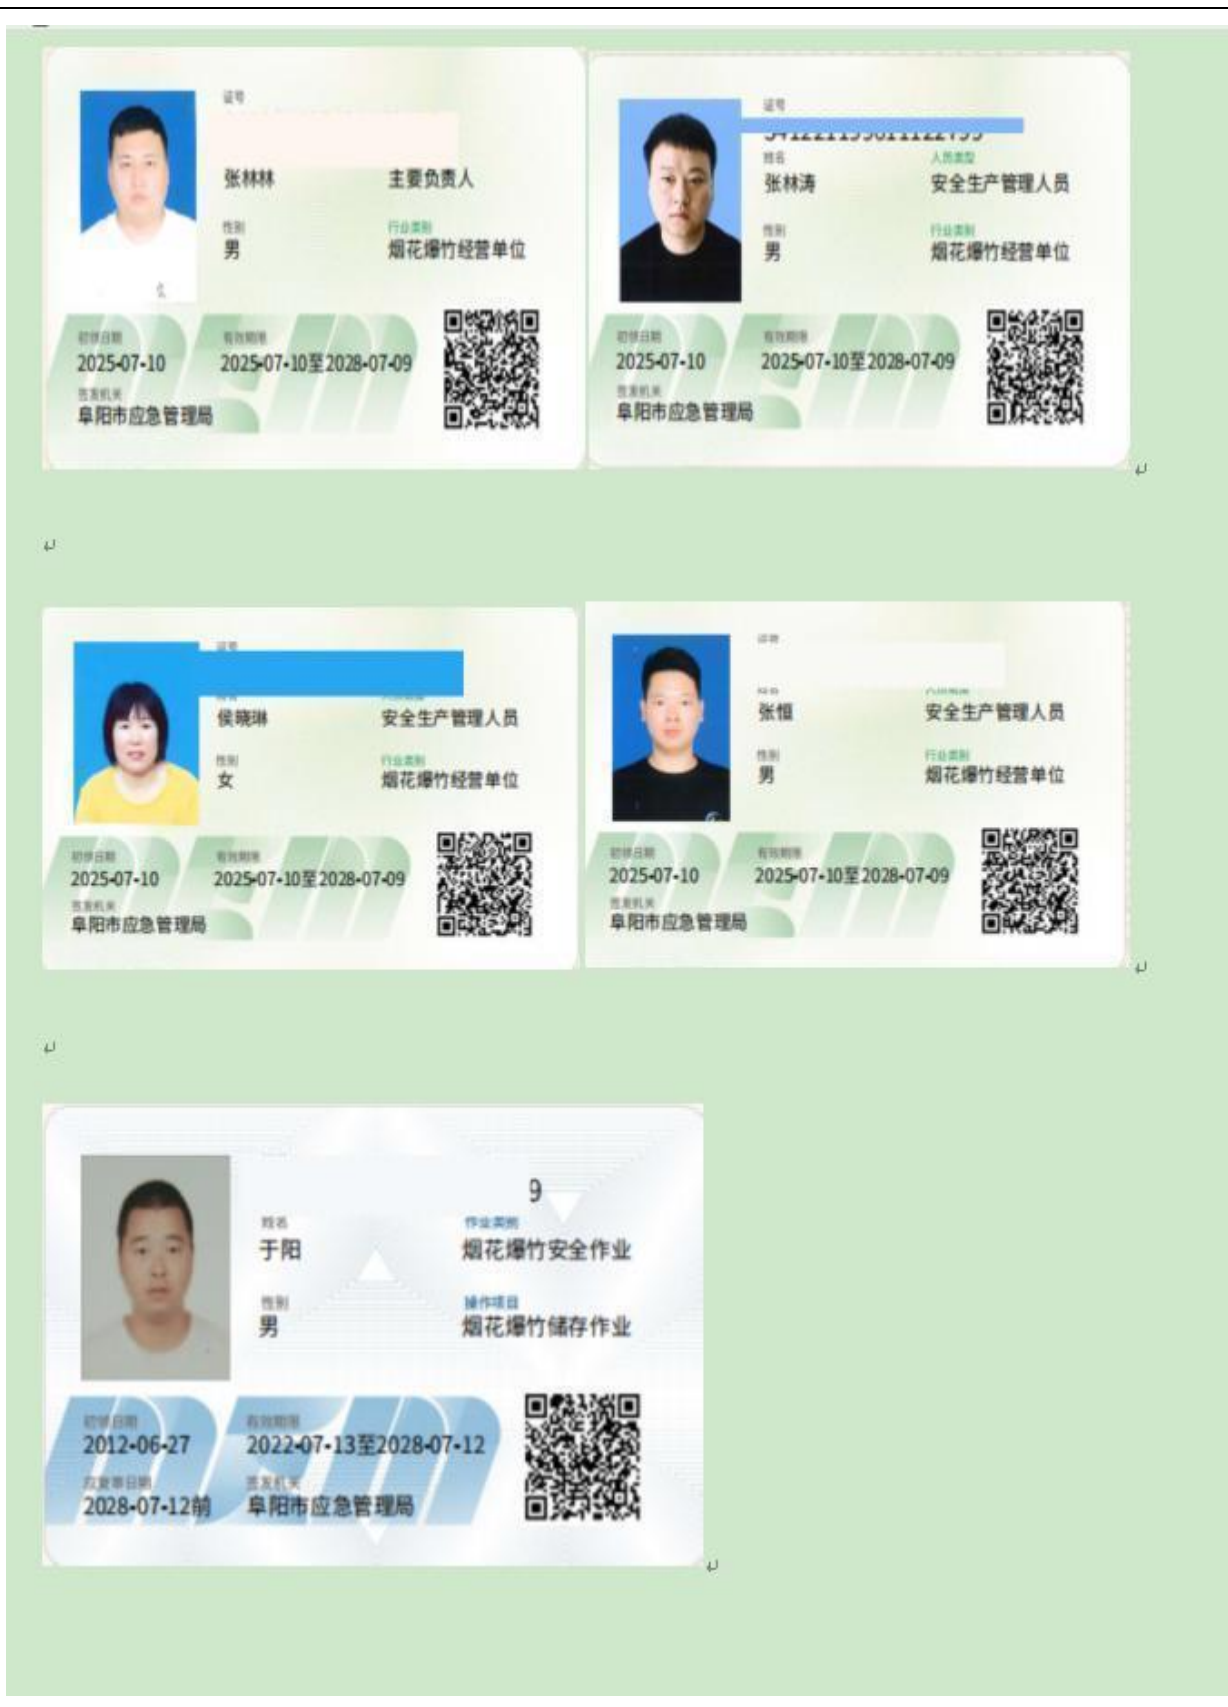 证号
张林林 主要负责人
性别 行业类别
男 烟花爆竹经营单位
初领日期 有效期限
2025-07-10 2025-07-10至2028-07-09
签发机关
阜阳市应急管理局
证号
姓名 人员类型
张林涛 安全生产管理人员
性别 行业类别
男 烟花爆竹经营单位
初领日期 有效期限
2025-07-10 2025-07-10至2028-07-09
签发机关
阜阳市应急管理局
证号
侯晓琳 安全生产管理人员
性别 行业类别
女 烟花爆竹经营单位
初领日期 有效期限
2025-07-10 2025-07-10至2028-07-09
签发机关
阜阳市应急管理局
张恒 安全生产管理人员
性别 行业类别
男 烟花爆竹经营单位
初领日期 有效期限
2025-07-10 2025-07-10至2028-07-09
签发机关
阜阳市应急管理局
9
姓名 作业类别
于阳 烟花爆竹安全作业
性别 操作项目
男 烟花爆竹储存作业
初领日期 有效期限
2012-06-27 2022-07-13至2028-07-12
应复审日期 签发机关
2028-07-12前 阜阳市应急管理局